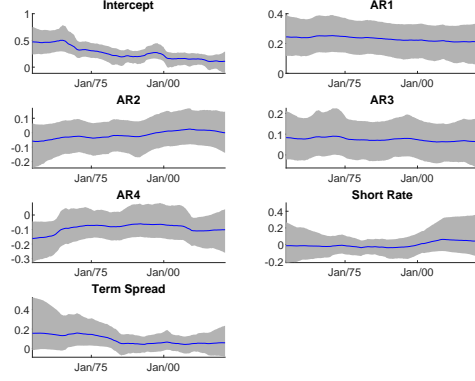 Intercept
1
0.5
0
Jan/75
Jan/00
AR1
0.4
0.2
0
Jan/75
Jan/00
AR2
0.1
0
-0.1
-0.2
Jan/75
Jan/00
AR3
0.2
0.1
0
Jan/75
Jan/00
AR4
0
-0.1
-0.2
-0.3
Jan/75
Jan/00
Short Rate
0.4
0.2
0
-0.2
Jan/75
Jan/00
Term Spread
0.4
0.2
0
Jan/75
Jan/00